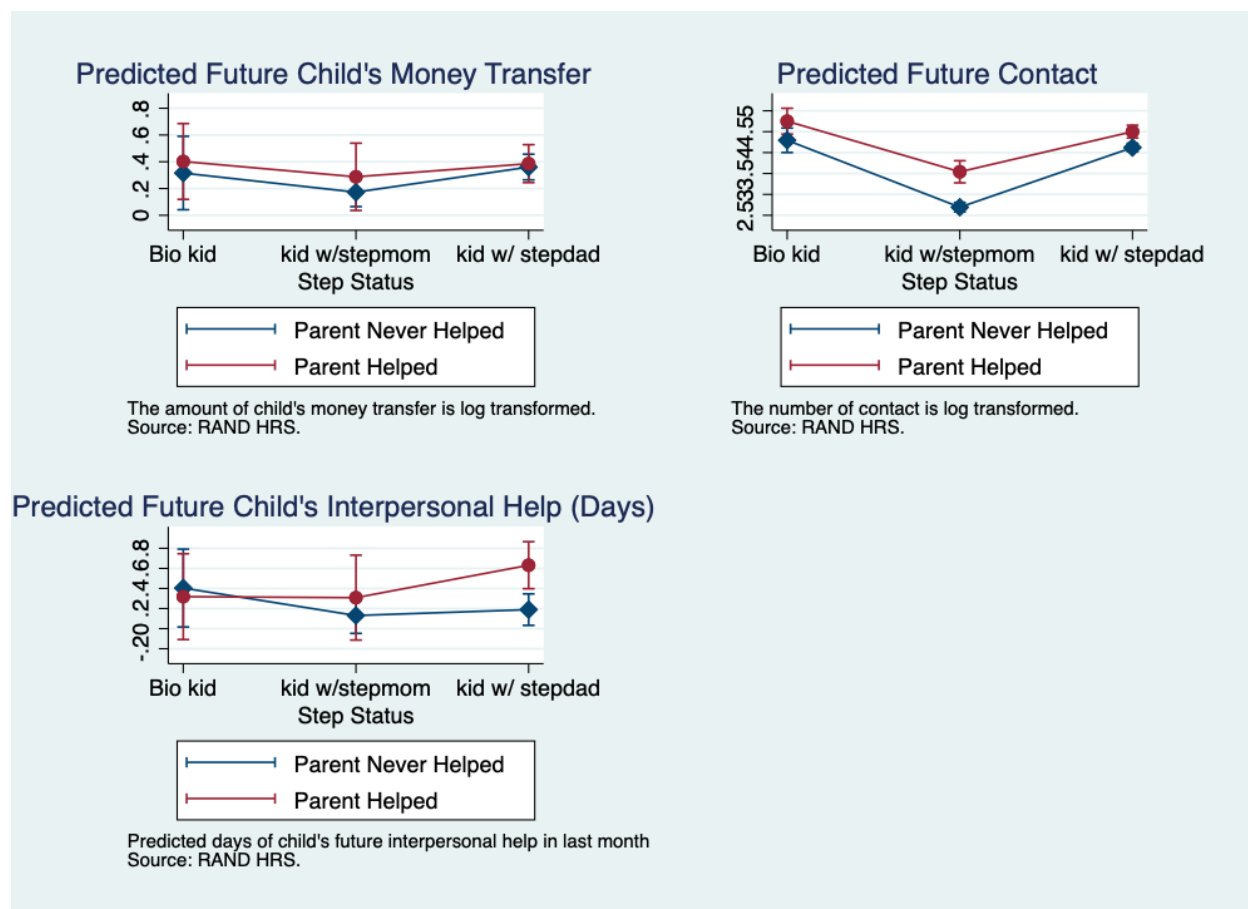 Predicted Future Child's Money Transfer
.8
.6
.4
.2
0
Bio kid kid w/stepmom kid w/ stepdad
Step Status
Parent Never Helped
Parent Helped
The amount of child's money transfer is log transformed.
Source: RAND HRS.
Predicted Future Contact
2.533.544.55
Bio kid kid w/stepmom kid w/ stepdad
Step Status
Parent Never Helped
Parent Helped
The number of contact is log transformed.
Source: RAND HRS.
Predicted Future Child's Interpersonal Help (Days)
-.20 .2.4.6.8
Bio kid kid w/stepmom kid w/ stepdad
Step Status
Parent Never Helped
Parent Helped
Predicted days of child's future interpersonal help in last month
Source: RAND HRS.